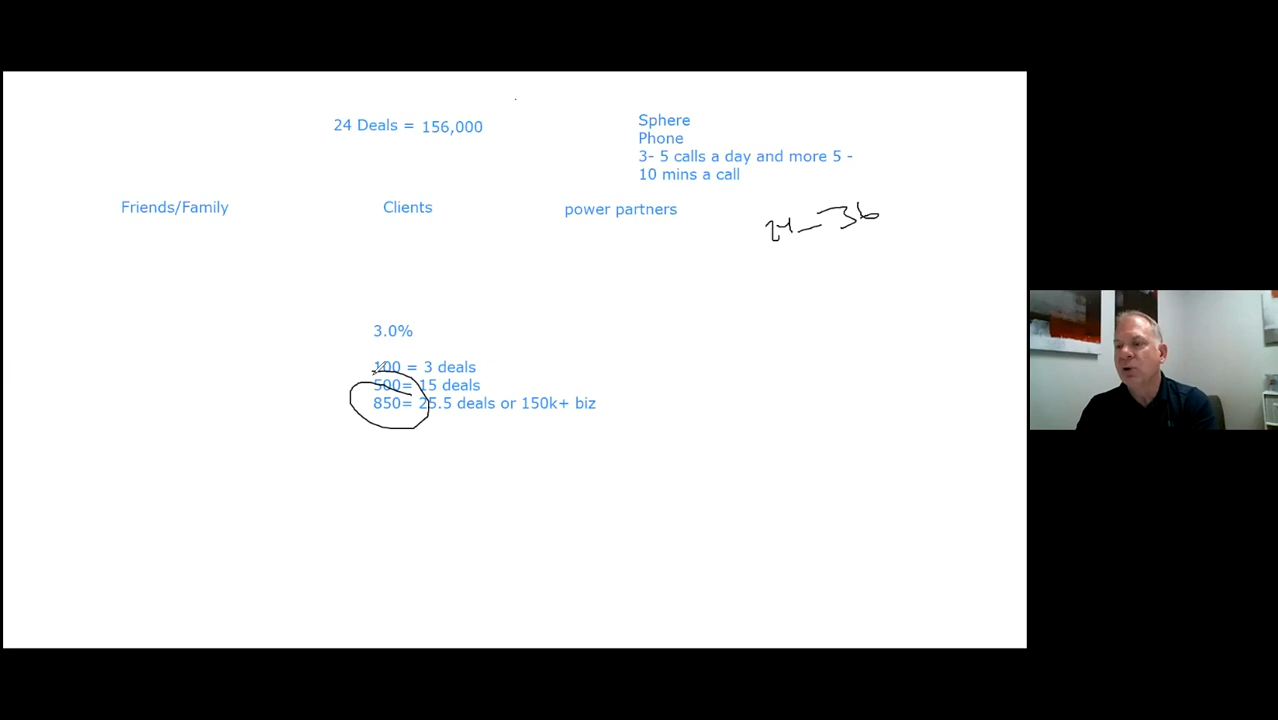 24 Deals = 156,000
Sphere
Phone
3- 5 calls a day and more 5 -
10 mins a call
Friends/Family
Clients
power partners
24-36
3.0%
100 = 3 deals
500= 15 deals
850= 25.5 deals or 150k+ biz